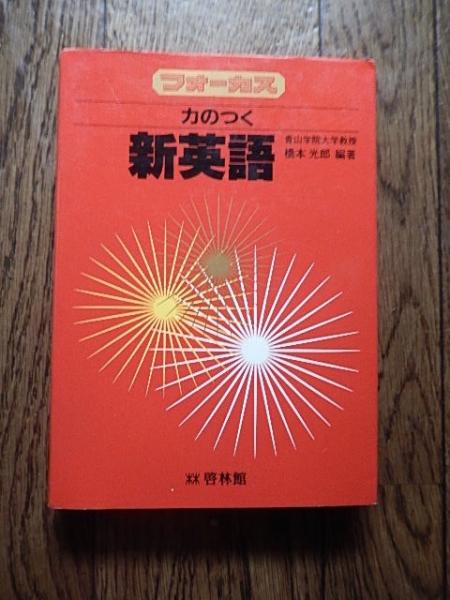 フォーカス
力のつく
新英語
青山学院大学教授
橋本光郎 編著
啓林館